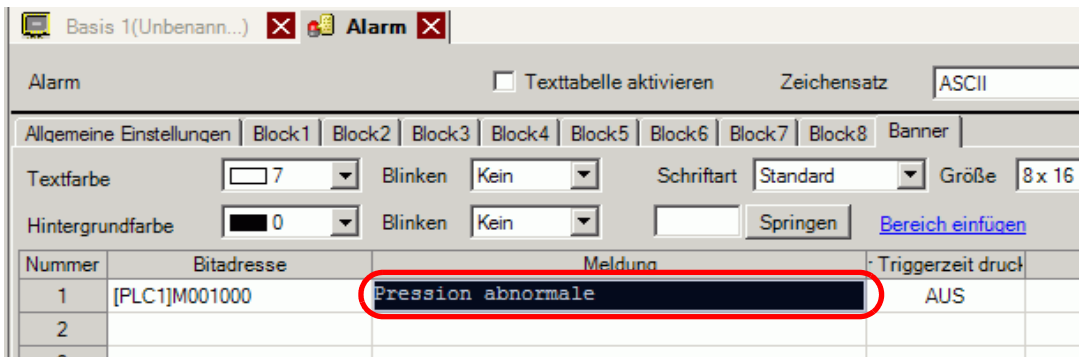 Basis 1(Unbenann...) Alarm
Alarm Texttabelle aktivieren Zeichensatz ASCII
Allgemeine Einstellungen Block1 Block2 Block3 Block4 Block5 Block6 Block7 Block8 Banner
Textfarbe 7 Blinken Kein Schriftart Standard Größe 8 x 16
Hintergrundfarbe 0 Blinken Kein Springen Bereich einfügen
Nummer Bitadresse Meldung Triggerzeit druck
1 [PLC1]M001000 Pression abnormale AUS
2